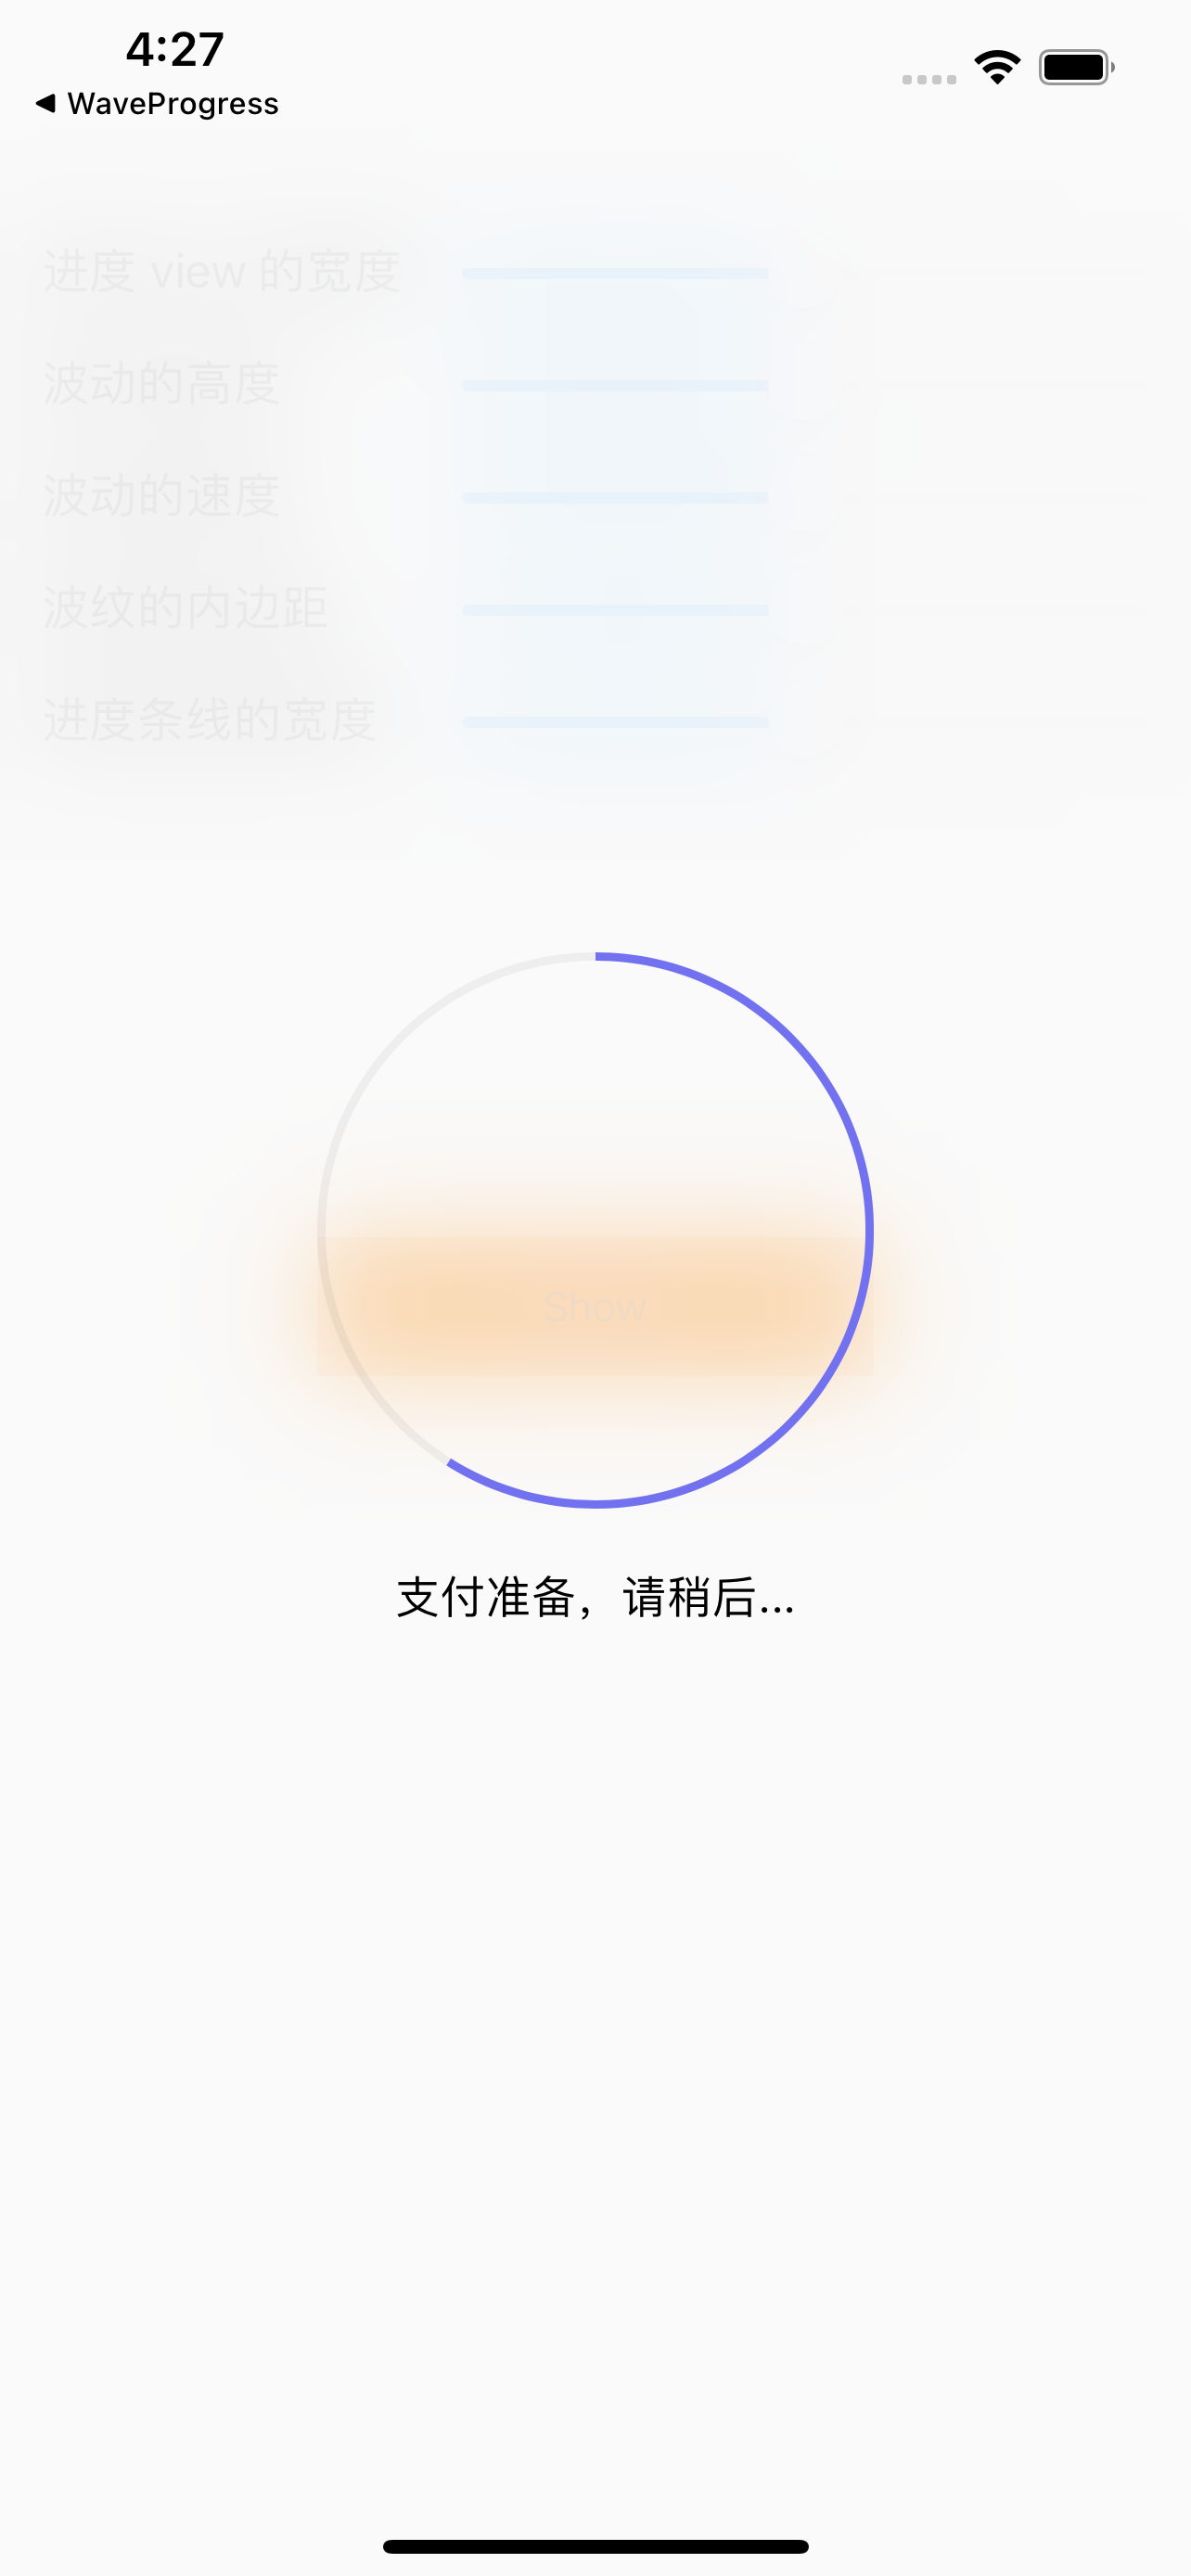 4:27
◀ WaveProgress
进度 view 的宽度
波动的高度
波动的速度
波纹的内边距
进度条线的宽度
Show
支付准备，请稍后...